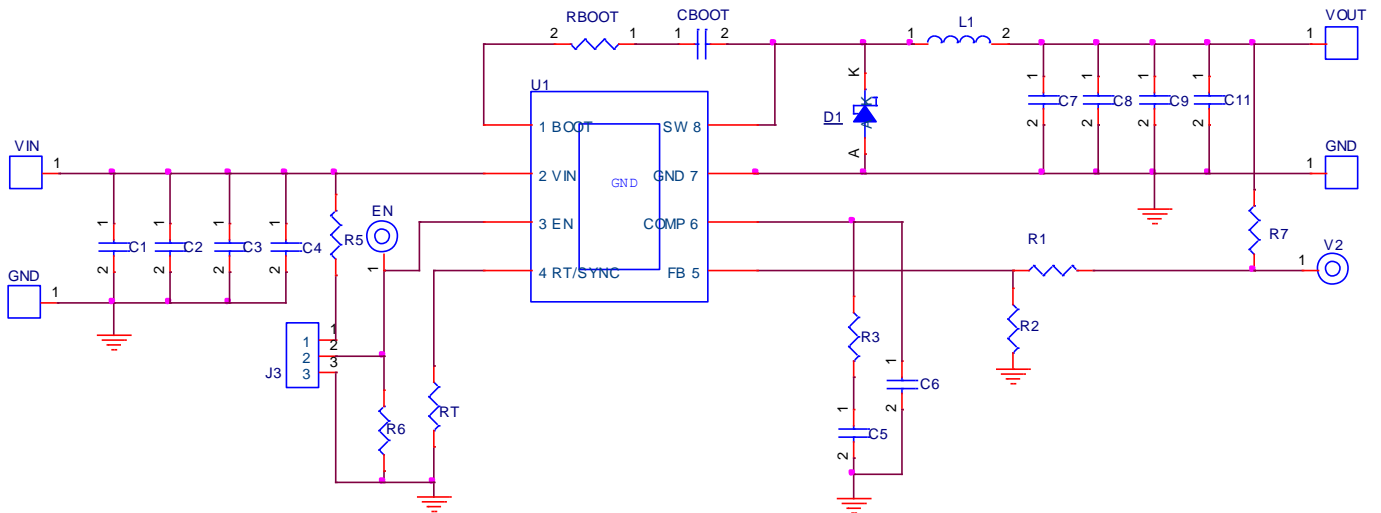 RBOOT
CBOOT
L1
VOUT
2
1
1
2
1
2
1
U1
K
1
1
1
1
C7
C8
C9
C11
D1
A
K
2
2
2
2
1 BOOT
SW 8
VIN
1
2 VIN
GND
GND 7
A
GND
1
EN
1
1
1
1
3 EN
COMP 6
R5
C1
C2
C3
C4
R7
2
2
2
2
R1
V2
1
4 RT/SYNC
FB 5
1
GND
1
R3
R2
J3
1
2
3
1
2
3
1
C6
2
RT
R6
1
C5
2